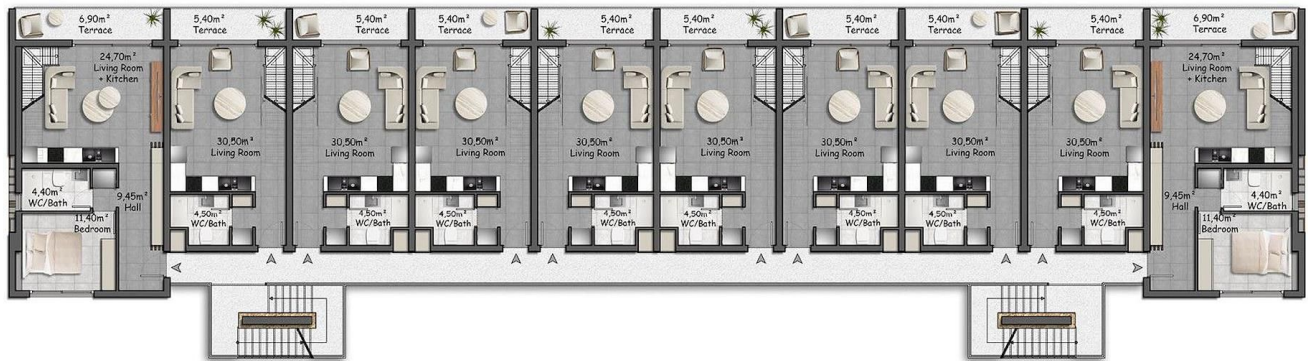 6,90m²
Terrace
5,40m²
Terrace
5,40m²
Terrace
5,40m²
Terrace
5,40m²
Terrace
5,40m²
Terrace
5,40m²
Terrace
5,40m²
Terrace
5,40m²
Terrace
6,90m²
Terrace
24,70m²
Living Room
+ Kitchen
24,70m²
Living Room
+ Kitchen
30,50m²
Living Room
30,50m²
Living Room
30,50m²
Living Room
30,50m²
Living Room
30,50m²
Living Room
30,50m²
Living Room
30,50m²
Living Room
30,50m²
Living Room
4,40m²
WC/Bath
9,45m²
Hall
11,40m²
Bedroom
4,50m²
WC/Bath
4,50m²
WC/Bath
4,50m²
WC/Bath
4,50m²
WC/Bath
4,50m²
WC/Bath
4,50m²
WC/Bath
4,50m²
WC/Bath
4,50m²
WC/Bath
9,45m²
Hall
4,40m²
WC/Bath
11,40m²
Bedroom